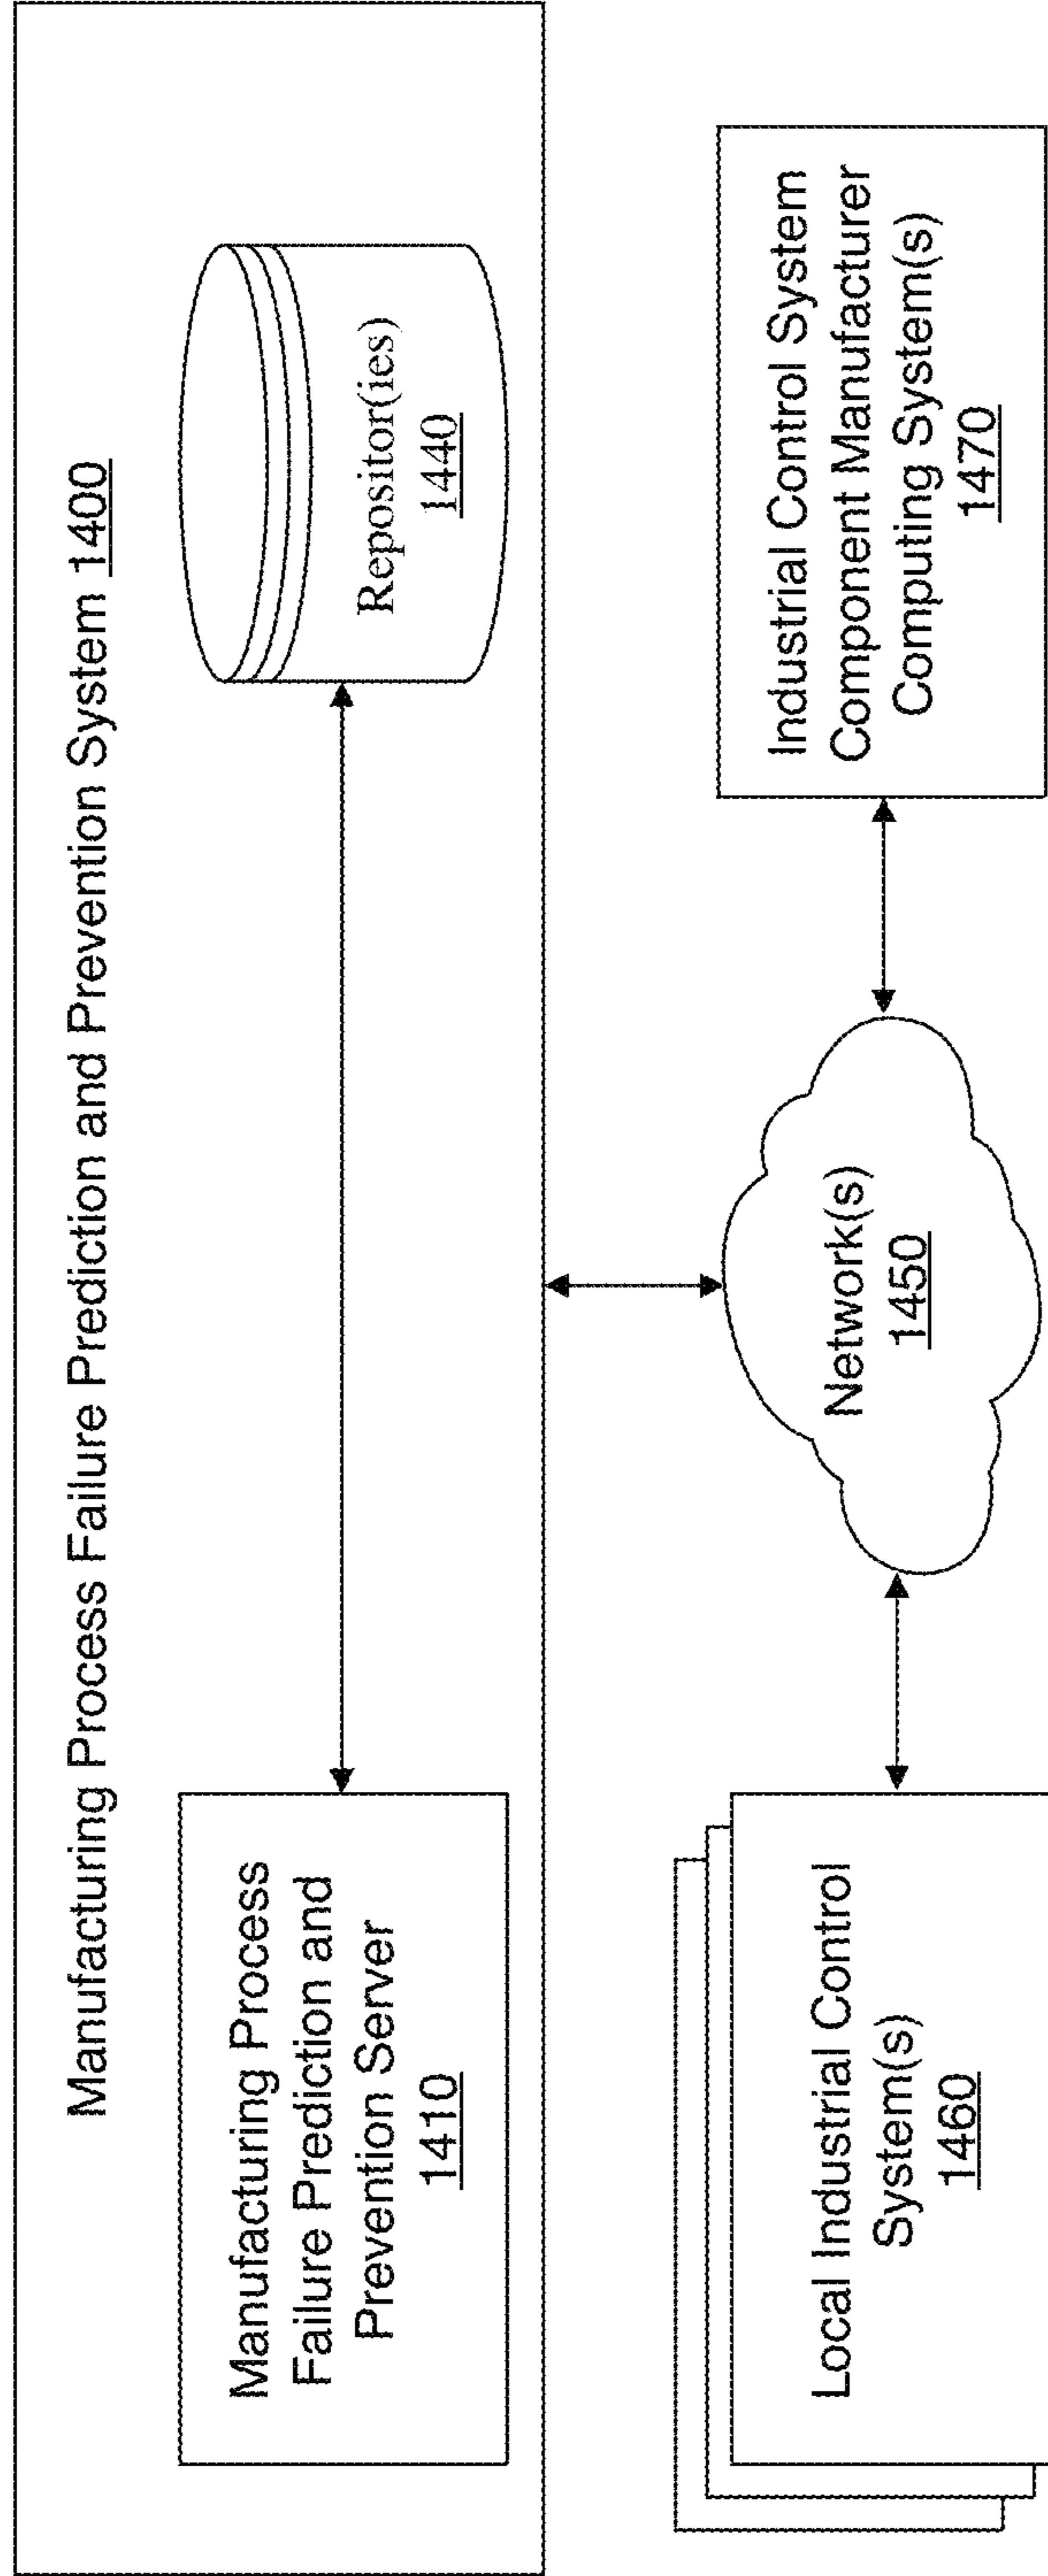 Manufacturing Process Failure Prediction and Prevention System 1400
Manufacturing Process
Failure Prediction and
Prevention Server
1410
Repositor(ies)
1440
Local Industrial Control
System(s)
1460
Network(s)
1450
Industrial Control System
Component Manufacturer
Computing System(s)
1470